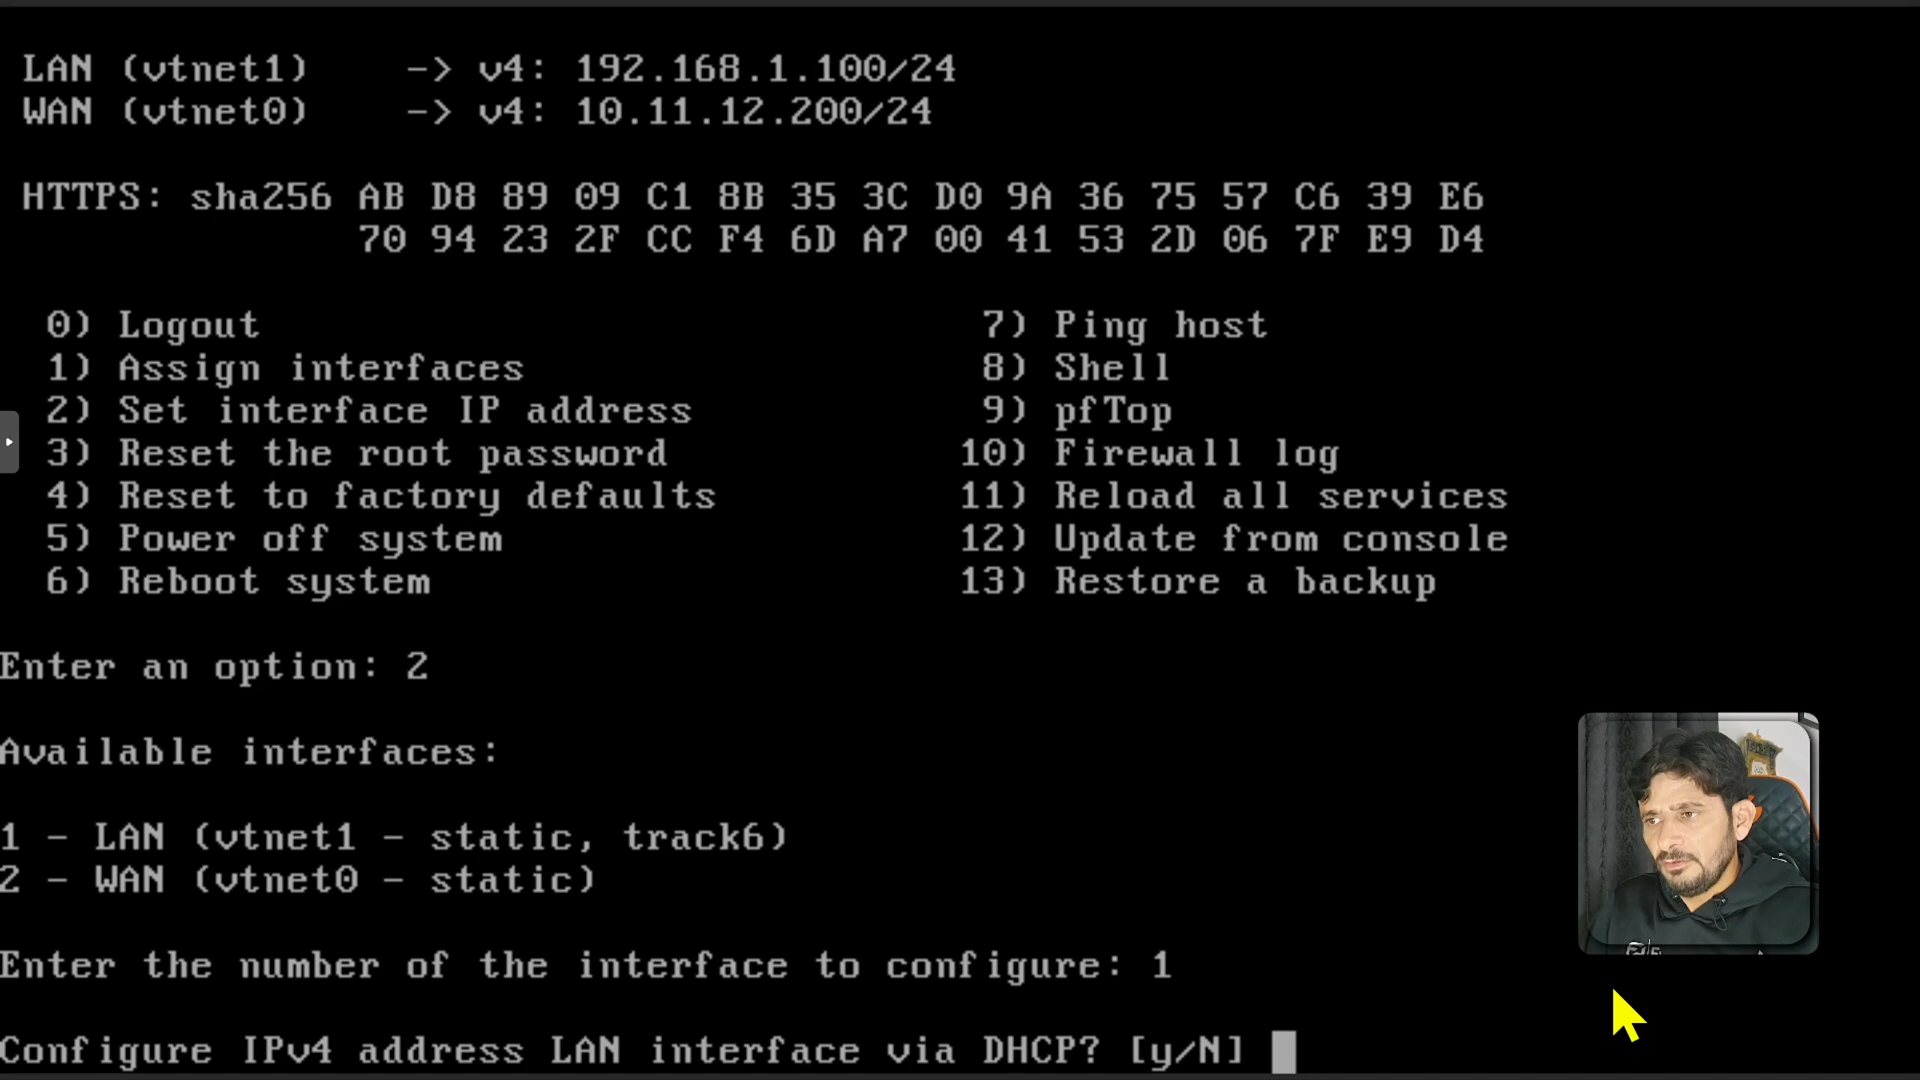 LAN (vtnet1) -> v4: 192.168.1.100/24
WAN (vtnet0) -> v4: 10.11.12.200/24
HTTPS: sha256 AB D8 89 09 C1 8B 35 3C D0 9A 36 75 57 C6 39 E6
70 94 23 2F CC F4 6D A7 00 41 53 2D 06 7F E9 D4
0) Logout 7) Ping host
1) Assign interfaces 8) Shell
2) Set interface IP address 9) pfTop
3) Reset the root password 10) Firewall log
4) Reset to factory defaults 11) Reload all services
5) Power off system 12) Update from console
6) Reboot system 13) Restore a backup
Enter an option: 2
Available interfaces:
1 - LAN (vtnet1 - static, track6)
2 - WAN (vtnet0 - static)
Enter the number of the interface to configure: 1
Configure IPv4 address LAN interface via DHCP? [y/N]